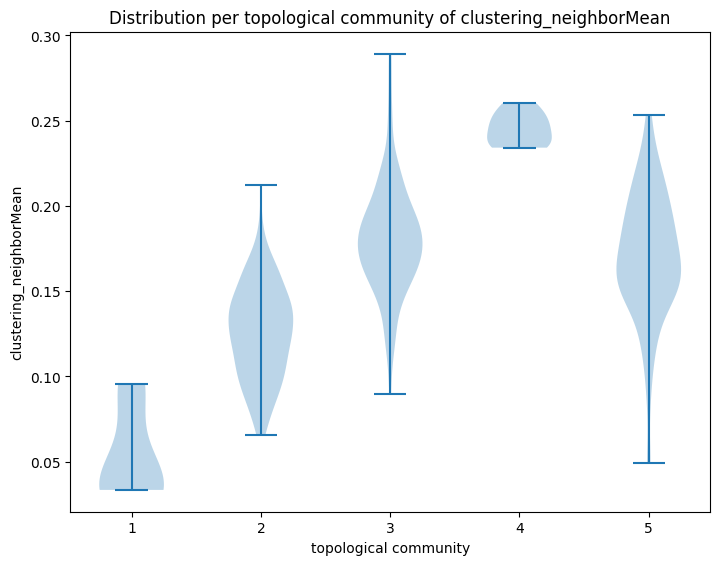 Distribution per topological community of clustering_neighborMean
clustering_neighborMean
0.30
0.25
0.20
0.15
0.10
0.05
1 2 3 4 5
topological community